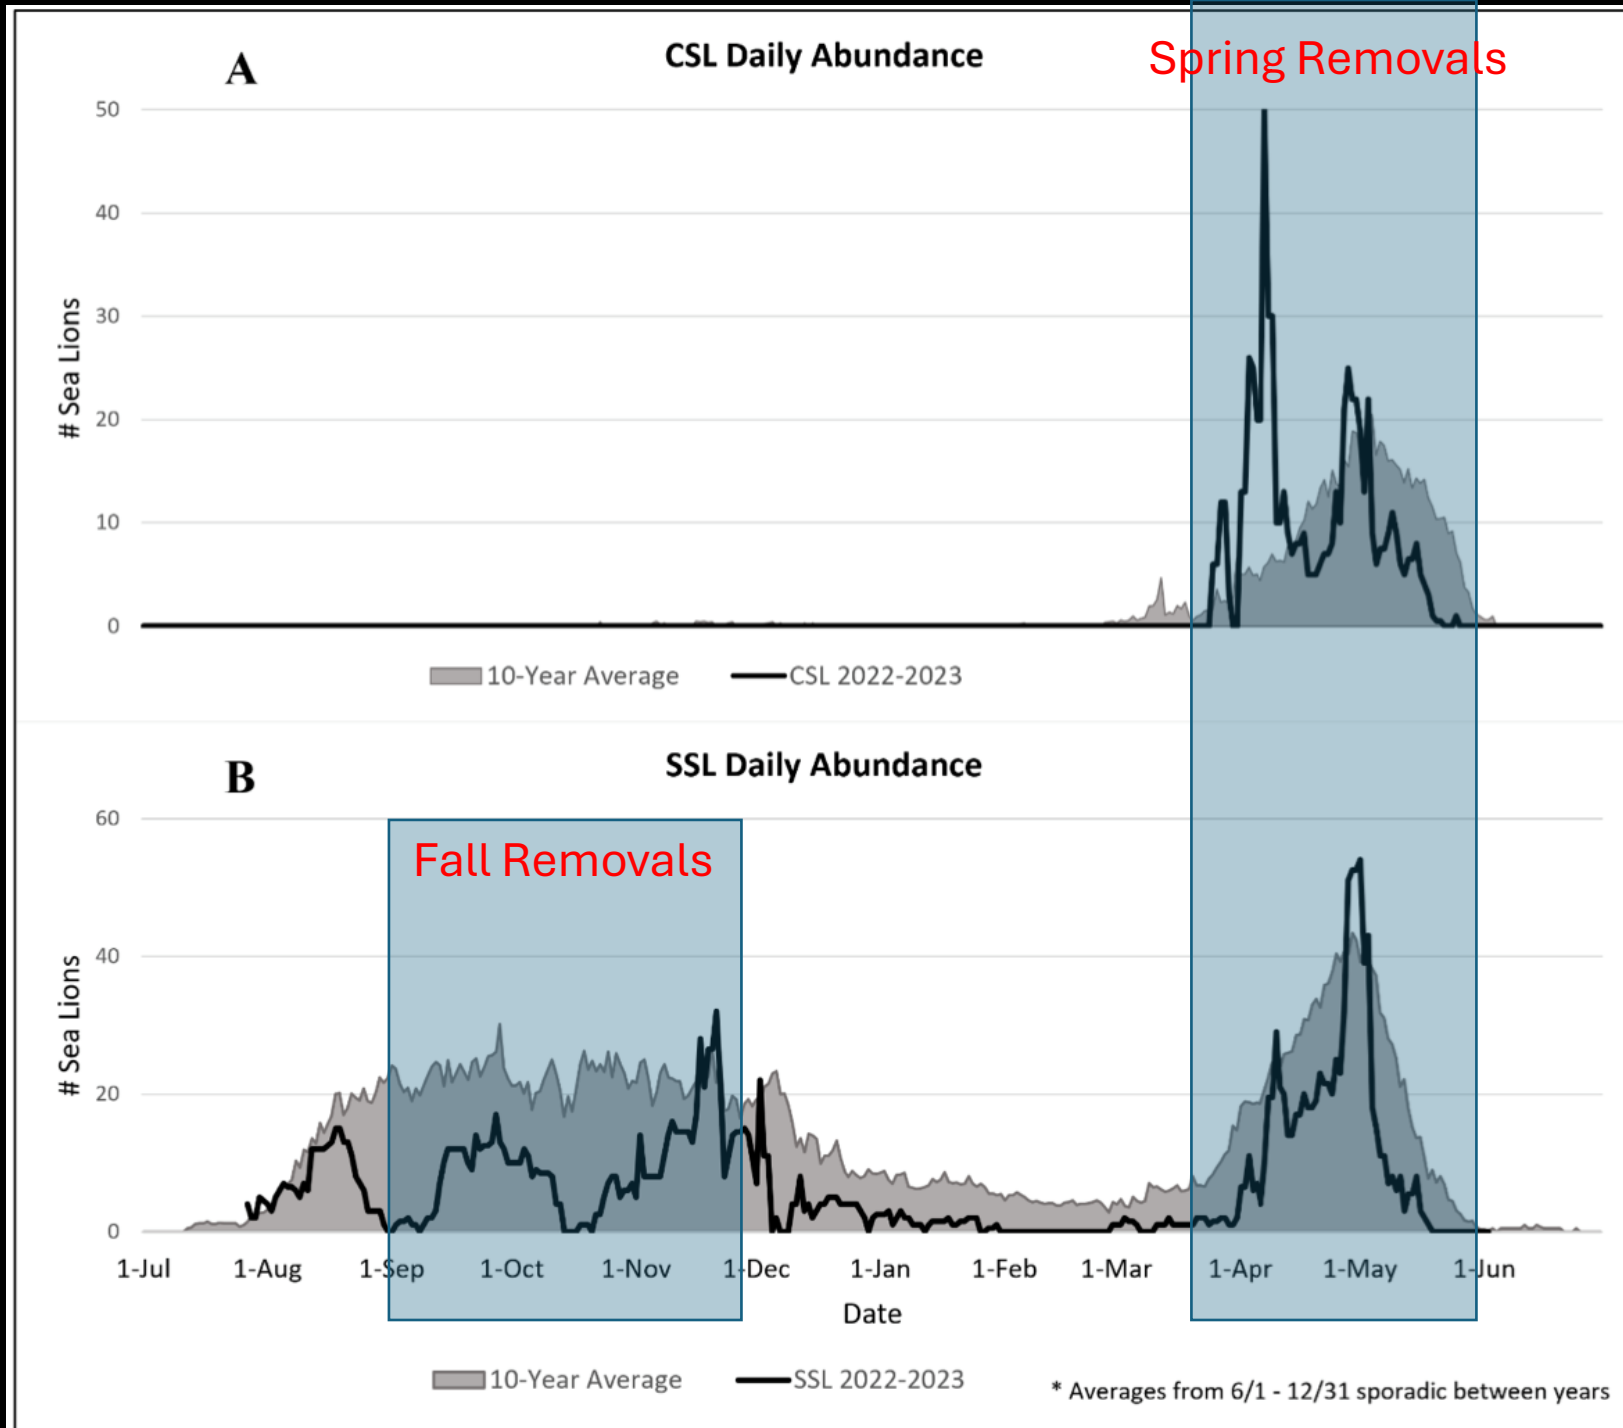 A
CSL Daily Abundance
Spring Removals
50
40
30
20
10
0
# Sea Lions
10-Year Average
CSL 2022-2023
B
SSL Daily Abundance
Fall Removals
60
40
20
0
# Sea Lions
1-Jul 1-Aug 1-Sep 1-Oct 1-Nov 1-Dec 1-Jan 1-Feb 1-Mar 1-Apr 1-May 1-Jun
Date
10-Year Average
SSL 2022-2023
* Averages from 6/1 - 12/31 sporadic between years